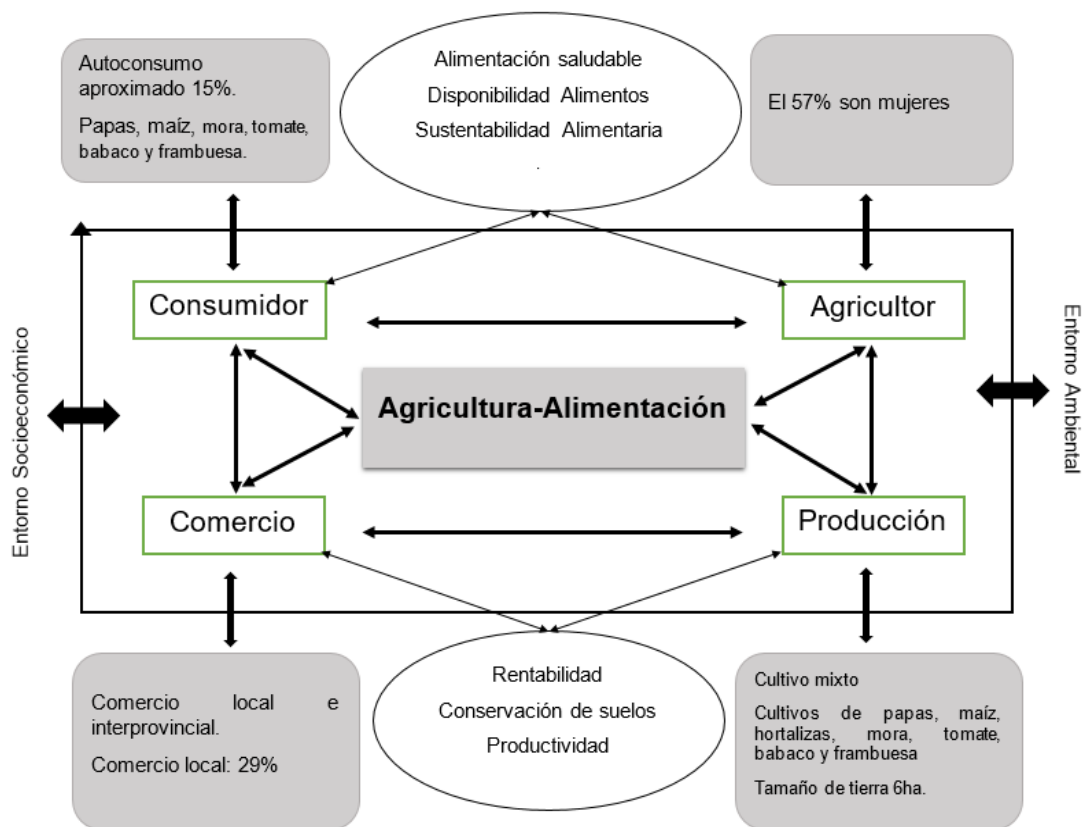 Autoconsumo
aproximado 15%.
Papas, maíz, mora, tomate,
babaco y frambuesa.
Alimentación saludable
Disponibilidad Alimentos
Sustentabilidad Alimentaria
.
El 57% son mujeres
Consumidor
Agricultor
Entorno Socioeconómico
Agricultura-Alimentación
Entorno Ambiental
Comercio
Producción
Comercio local e
interprovincial.
Comercio local: 29%
Rentabilidad
Conservación de suelos
Productividad
Cultivo mixto
Cultivos de papas, maíz,
hortalizas, mora, tomate,
babaco y frambuesa
Tamaño de tierra 6ha.